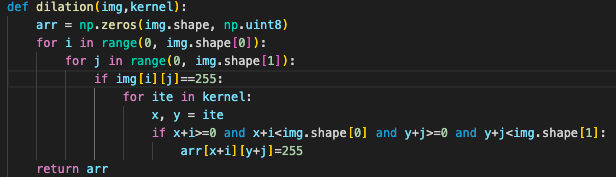 def dilation(img,kernel):
    arr = np.zeros(img.shape, np.uint8)
    for i in range(0, img.shape[0]):
        for j in range(0, img.shape[1]):
            if img[i][j]==255:
                for ite in kernel:
                    x, y = ite
                    if x+i>=0 and x+i<img.shape[0] and y+j>=0 and y+j<img.shape[1]:
                        arr[x+i][y+j]=255
    return arr